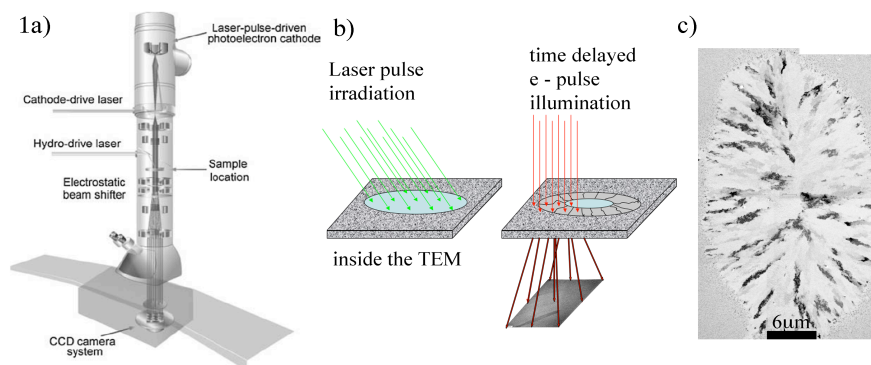 1a)
Laser-pulse-driven
photoelectron cathode
Cathode-drive laser
Hydro-drive laser
Sample
location
Electrostatic
beam shifter
CCD camera
system
b)
Laser pulse
irradiation
time delayed
e - pulse
illumination
inside the TEM
c)
6μm